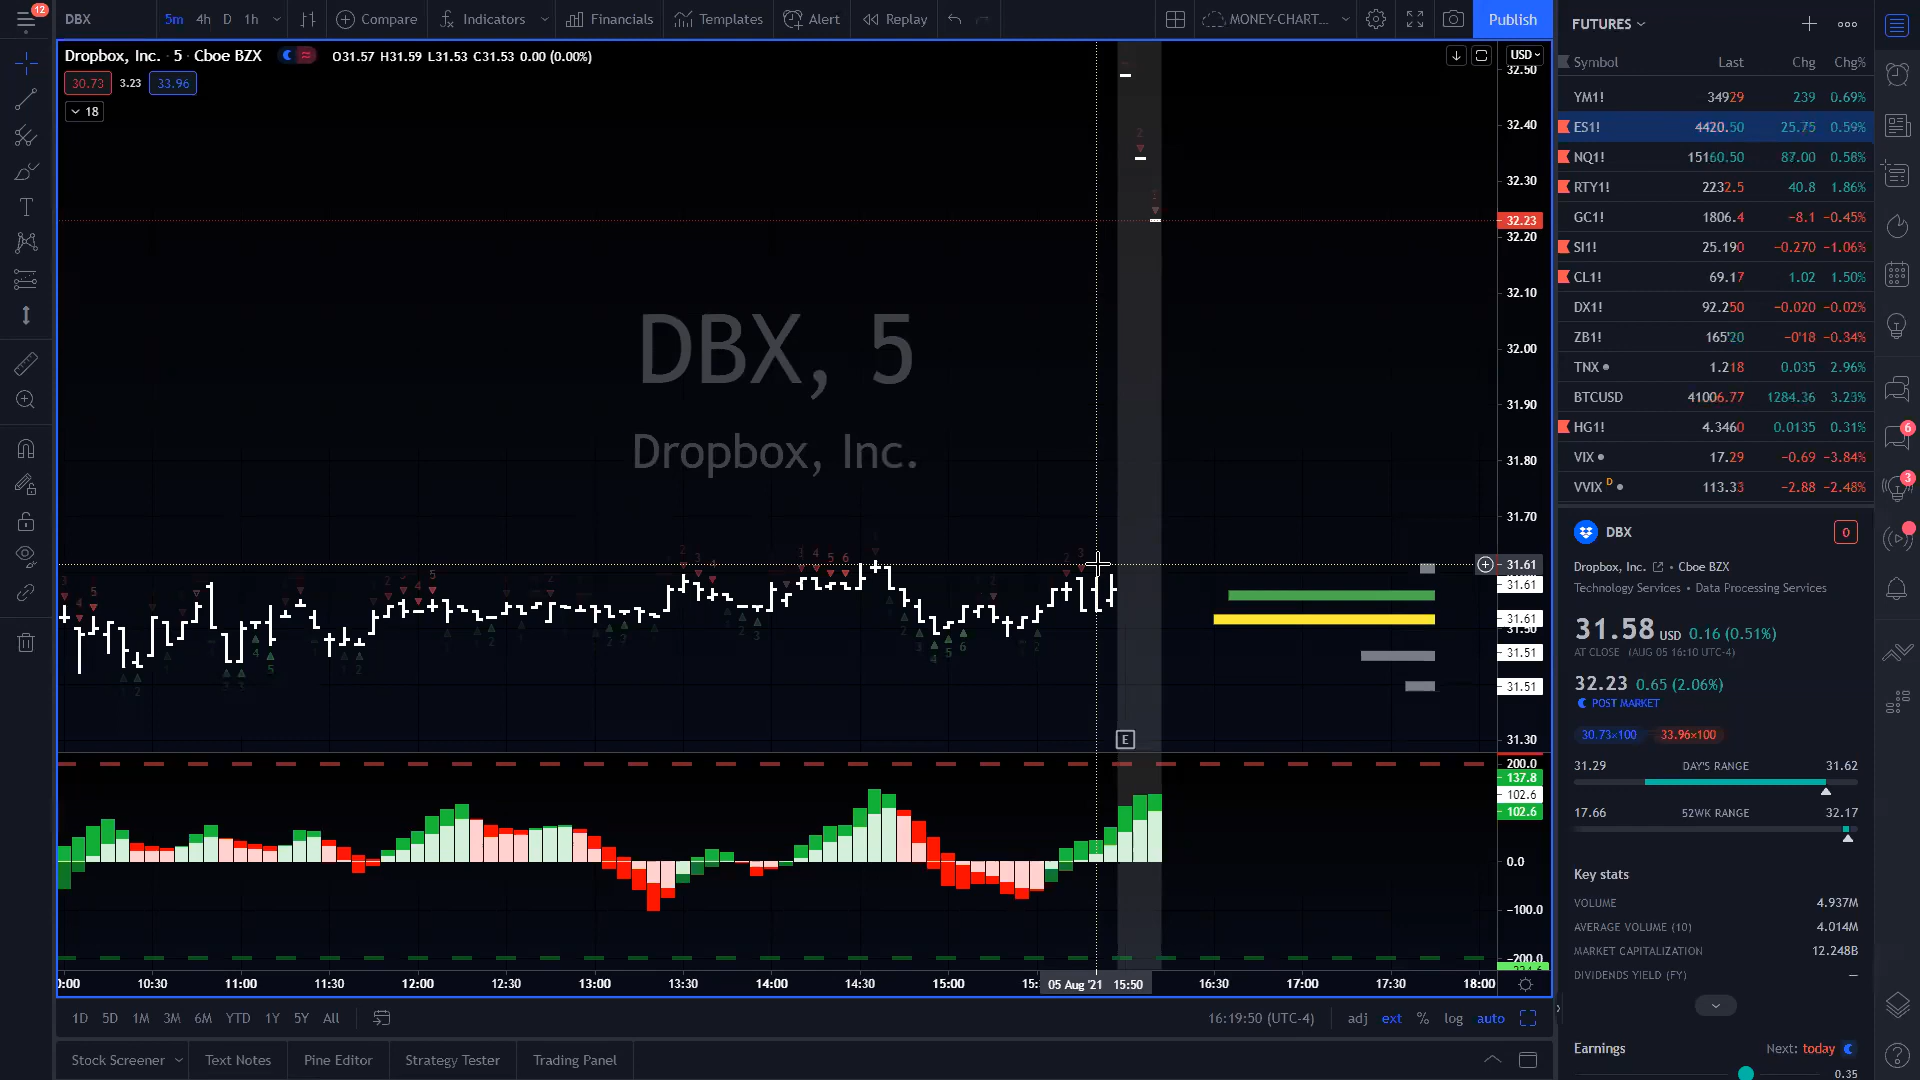 12
DBX
5m 4h D 1h
Compare
Indicators
Financials
Templates
Alert
Replay
MONEY-CHART...
Publish
FUTURES
Dropbox, Inc. · 5 · Cboe BZX
O31.57 H31.59 L31.53 C31.53 0.00 (0.00%)
30.73 3.23 33.96
18
USD
DBX, 5
Dropbox, Inc.
32.50
32.40
32.30
32.23
32.20
32.10
32.00
31.90
31.80
31.70
31.61
31.61
31.61
31.50
31.51
31.51
31.30
E
200.0
137.8
102.6
102.6
0.0
−100.0
−200.0
10:30 11:00 11:30 12:00 12:30 13:00 13:30 14:00 14:30 15:00 05 Aug '21 15:50 16:30 17:00 17:30 18:00
1D 5D 1M 3M 6M YTD 1Y 5Y All
16:19:50 (UTC-4) adj ext % log auto
Stock Screener Text Notes Pine Editor Strategy Tester Trading Panel
Symbol Last Chg Chg%
YM1! 34929 239 0.69%
ES1! 4420.50 25.75 0.59%
NQ1! 15160.50 87.00 0.58%
RTY1! 2232.5 40.8 1.86%
GC1! 1806.4 −8.1 −0.45%
SI1! 25.190 −0.270 −1.06%
CL1! 69.17 1.02 1.50%
DX1! 92.250 −0.020 −0.02%
ZB1! 165'20 −0'18 −0.34%
TNX 1.218 0.035 2.96%
BTCUSD 41006.77 1284.36 3.23%
HG1! 4.3460 0.0135 0.31%
VIX 17.29 −0.69 −3.84%
VVIX D 113.33 −2.88 −2.48%
DBX 0
Dropbox, Inc. • Cboe BZX
Technology Services • Data Processing Services
31.58 USD 0.16 (0.51%)
AT CLOSE (AUG 05 16:10 UTC-4)
32.23 0.65 (2.06%)
POST MARKET
30.73×100 33.96×100
31.29 DAY'S RANGE 31.62
17.66 52WK RANGE 32.17
Key stats
VOLUME 4.937M
AVERAGE VOLUME (10) 4.014M
MARKET CAPITALIZATION 12.248B
DIVIDENDS YIELD (FY) —
Earnings Next: today
0.35
6
3